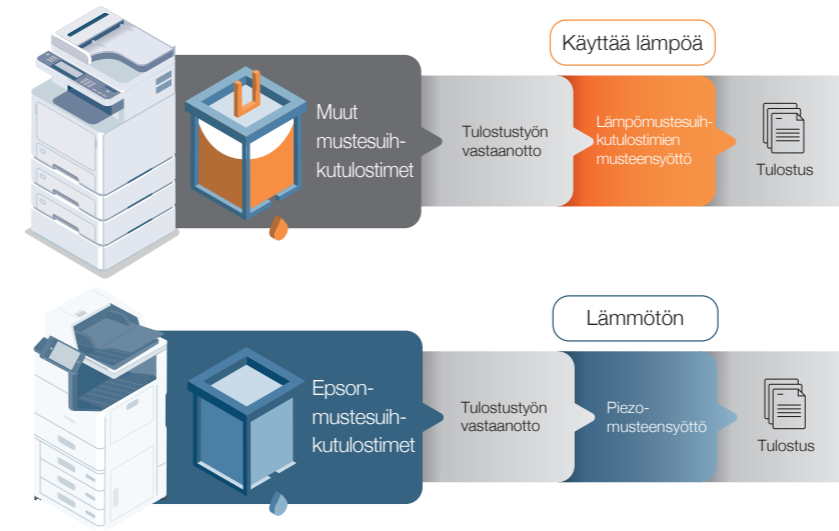 Käyttää lämpöä
Muut
mustesuih-
kutulostimet
Tulostustyön
vastaanotto
Lämpömustesuih-
kutulostimien
musteensyöttö
Tulostus
Lämmötön
Epson-
mustesuih-
kutulostimet
Tulostustyön
vastaanotto
Piezo-
musteensyöttö
Tulostus